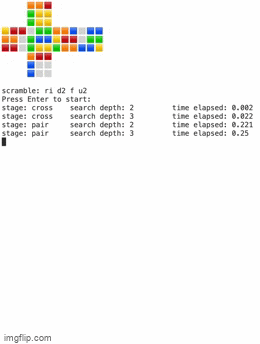 scramble: ri d2 f u2
Press Enter to start:
stage: cross    search depth: 2    time elapsed: 0.002
stage: cross    search depth: 3    time elapsed: 0.022
stage: pair    search depth: 2    time elapsed: 0.221
stage: pair    search depth: 3    time elapsed: 0.25
imgflip.com